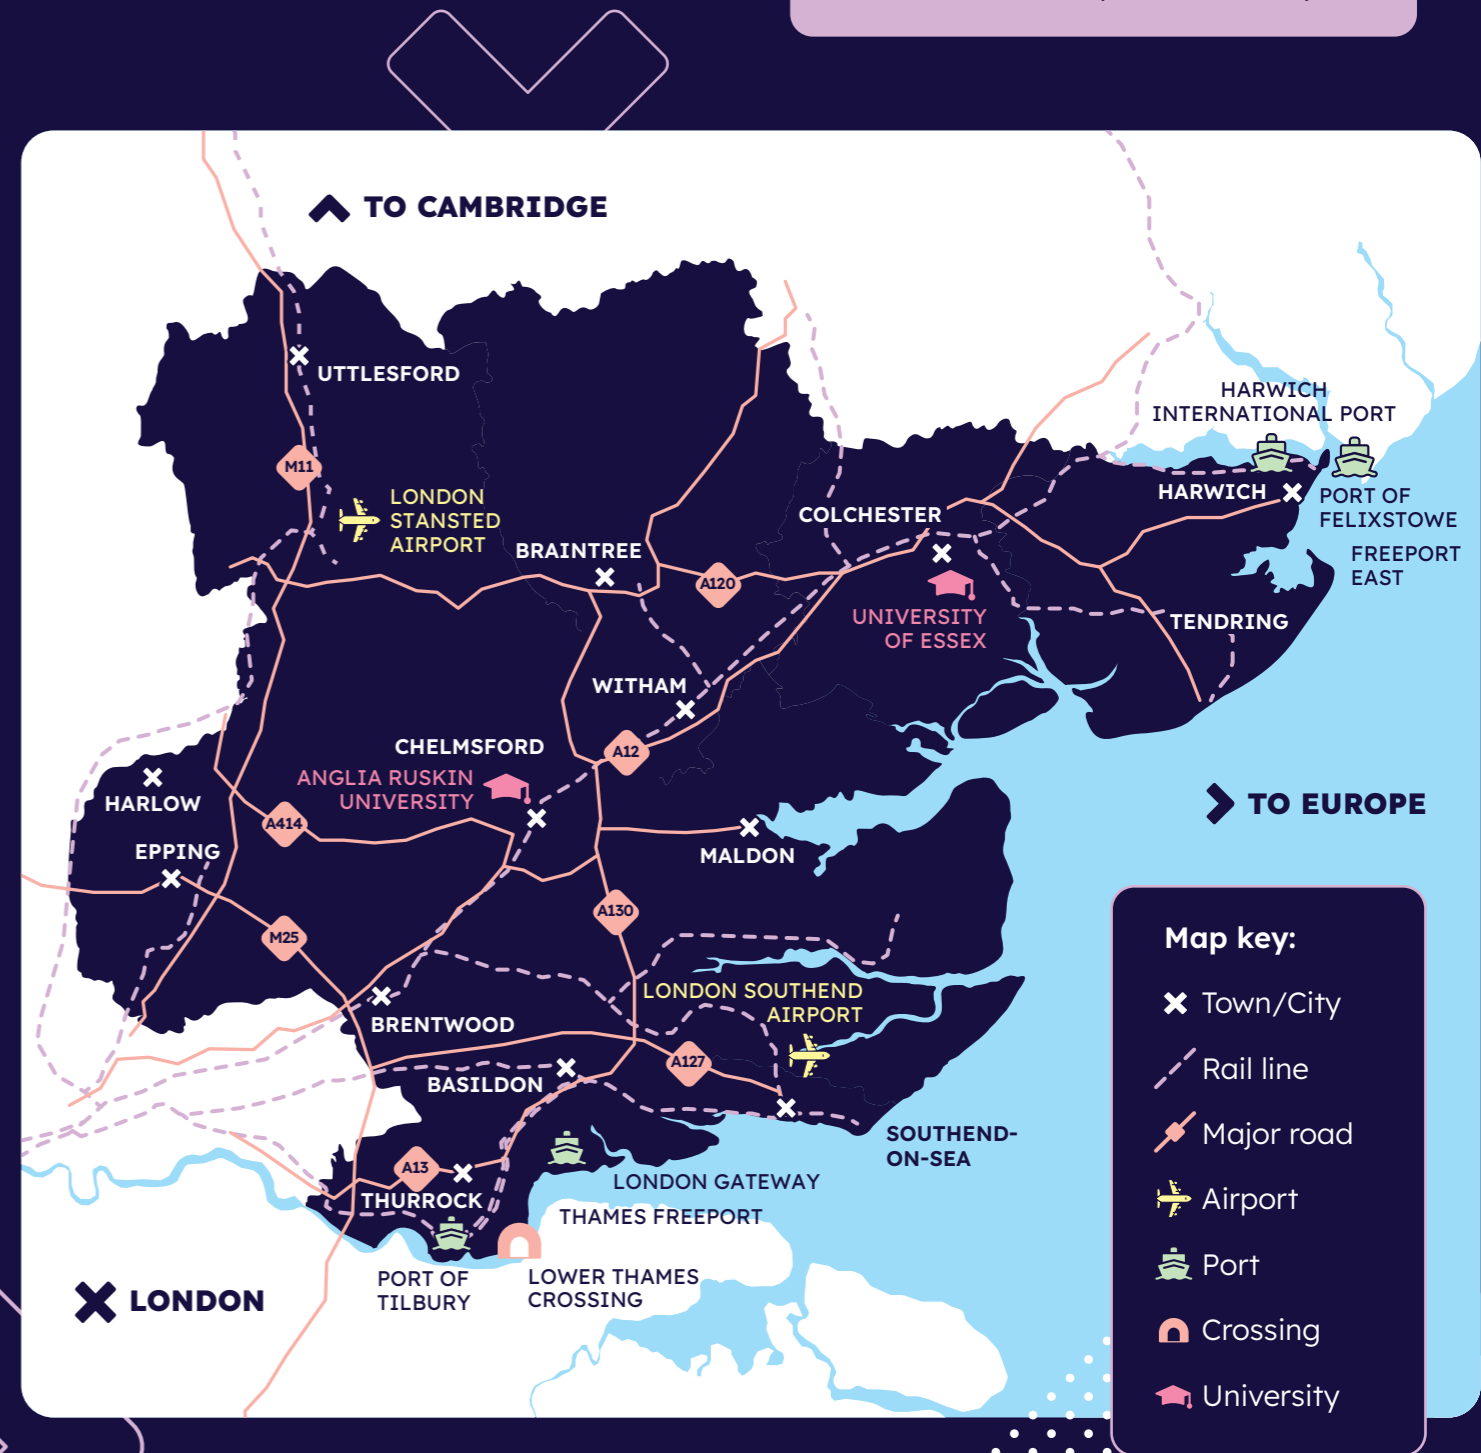 TO CAMBRIDGE
UTTLESFORD
HARWICH
INTERNATIONAL PORT
M11
LONDON
STANSTED
AIRPORT
HARWICH
PORT OF
FELIXSTOWE
COLCHESTER
BRAINTREE
FREEPORT
EAST
A120
UNIVERSITY
OF ESSEX
TENDRING
WITHAM
CHELMSFORD
A12
ANGLIA RUSKIN
UNIVERSITY
HARLOW
TO EUROPE
A414
EPPING
MALDON
A130
M25
LONDON SOUTHEND
AIRPORT
BRENTWOOD
A127
BASILDON
SOUTHEND-
ON-SEA
A13
THURROCK
LONDON GATEWAY
THAMES FREEPORT
PORT OF
TILBURY
LOWER THAMES
CROSSING
LONDON
Map key:
Town/City
Rail line
Major road
Airport
Port
Crossing
University